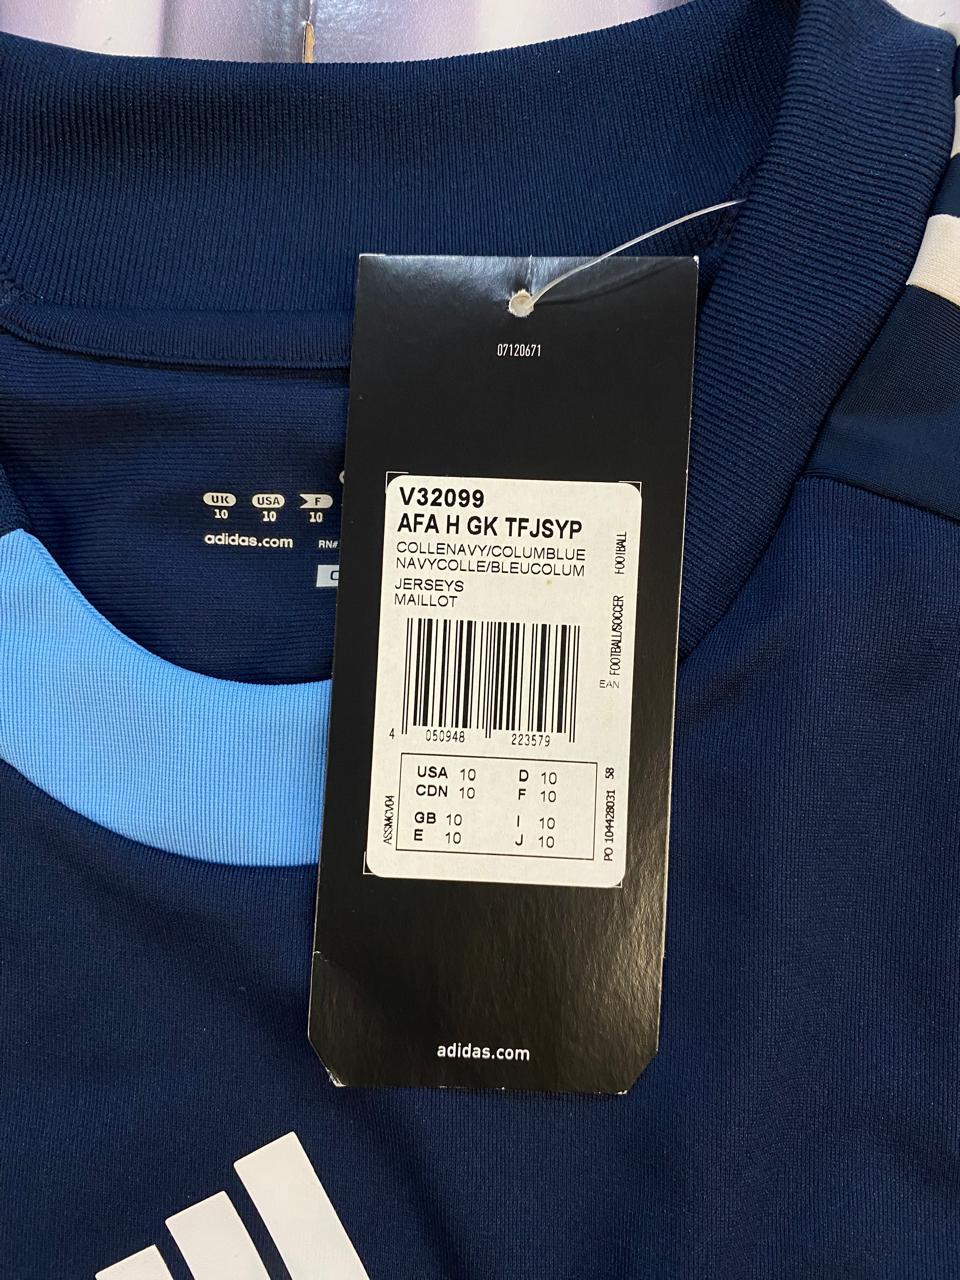 07120671
V32099
AFA H GK TFJSYP
COLLENAVY/COLUMBLUE
NAVYCOLLE/BLEUCOLUM
JERSEYS
MAILLOT
FOOTBALL
FOOTBALL/SOCCER
EAN
4 050948 223579
USA 10 D 10
CDN 10 F 10
GB 10 I 10
E 10 J 10
ASSMCV04
PO 104428031 58
adidas.com
UK USA F
10 10 10
adidas.com RN#